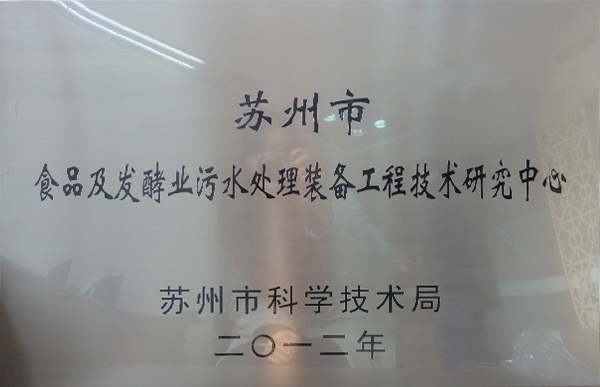 苏州市
食品及发酵业污水处理装备工程技术研究中心
苏州市科学技术局
二〇一二年